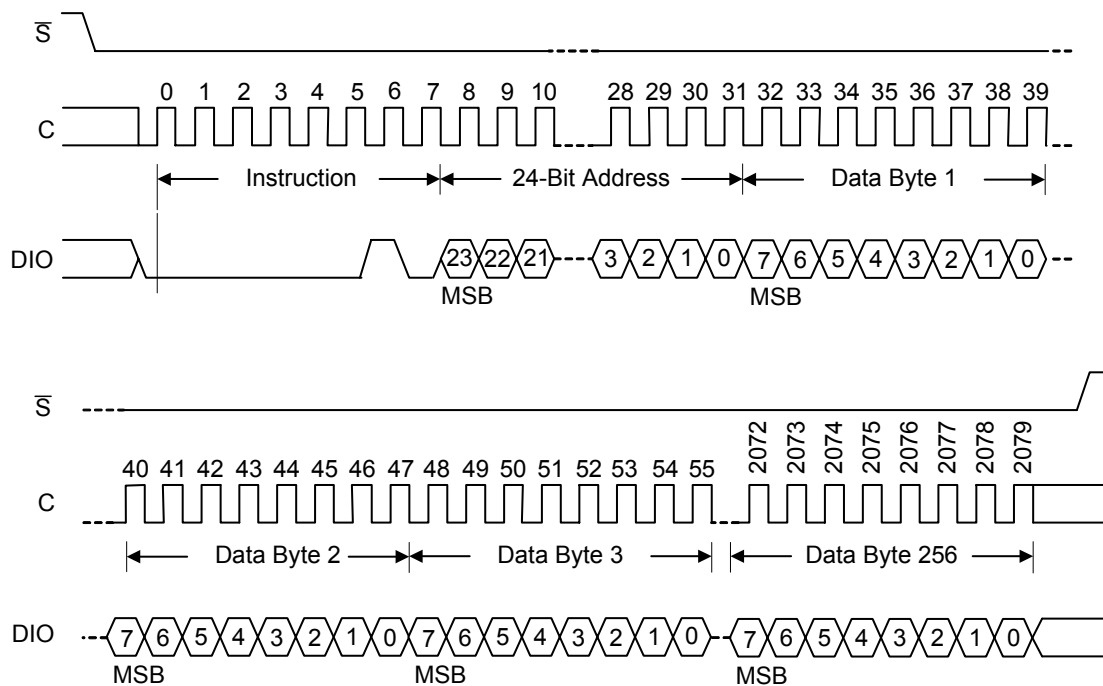 S̅
0 1 2 3 4 5 6 7 8 9 10 28 29 30 31 32 33 34 35 36 37 38 39
C
Instruction 24-Bit Address Data Byte 1
DIO 23 22 21 3 2 1 0 7 6 5 4 3 2 1 0
MSB MSB
S̅
40 41 42 43 44 45 46 47 48 49 50 51 52 53 54 55 2072 2073 2074 2075 2076 2077 2078 2079
C
Data Byte 2 Data Byte 3 Data Byte 256
DIO 7 6 5 4 3 2 1 0 7 6 5 4 3 2 1 0 7 6 5 4 3 2 1 0
MSB MSB MSB